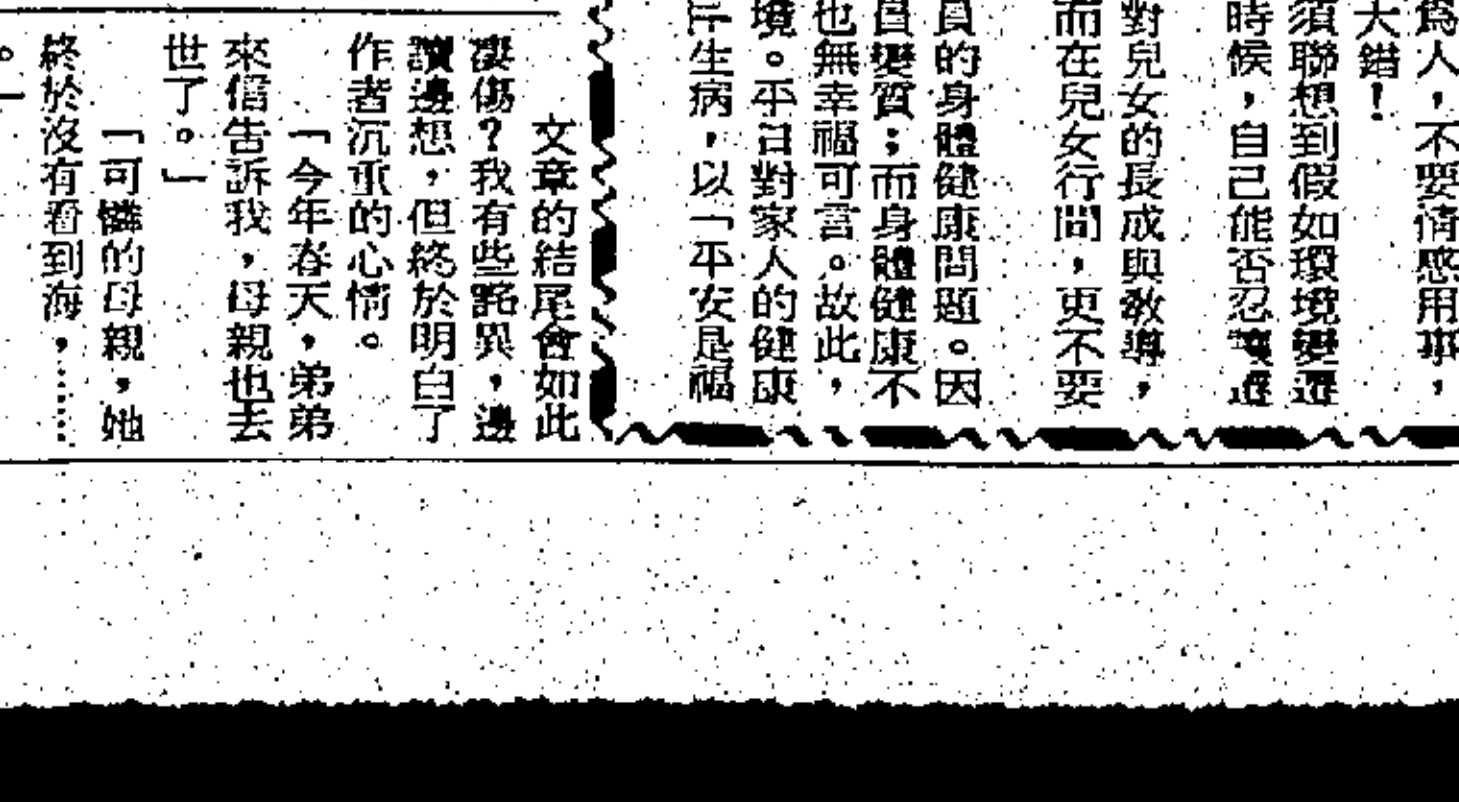 爲人，不要情感用事，
大錯！
須聯想到假如環境變遷
時候，自己能否忍
對兒女的長成與教導，
而在兒女行間，更不要
員的身體健康問題。因
變質；而身體健康不
也無幸福可言。故此，
境。平日對家人的健康
生病，以「平安是福
文章的結尾會如此
淒傷？我有些詫異，邊
讀邊想，但終於明白了
作者沉重的心情。
「今年春天，弟弟
來信告訴我，母親也去
世了。」
「可憐的母親，她
終於沒有看到海，……
。